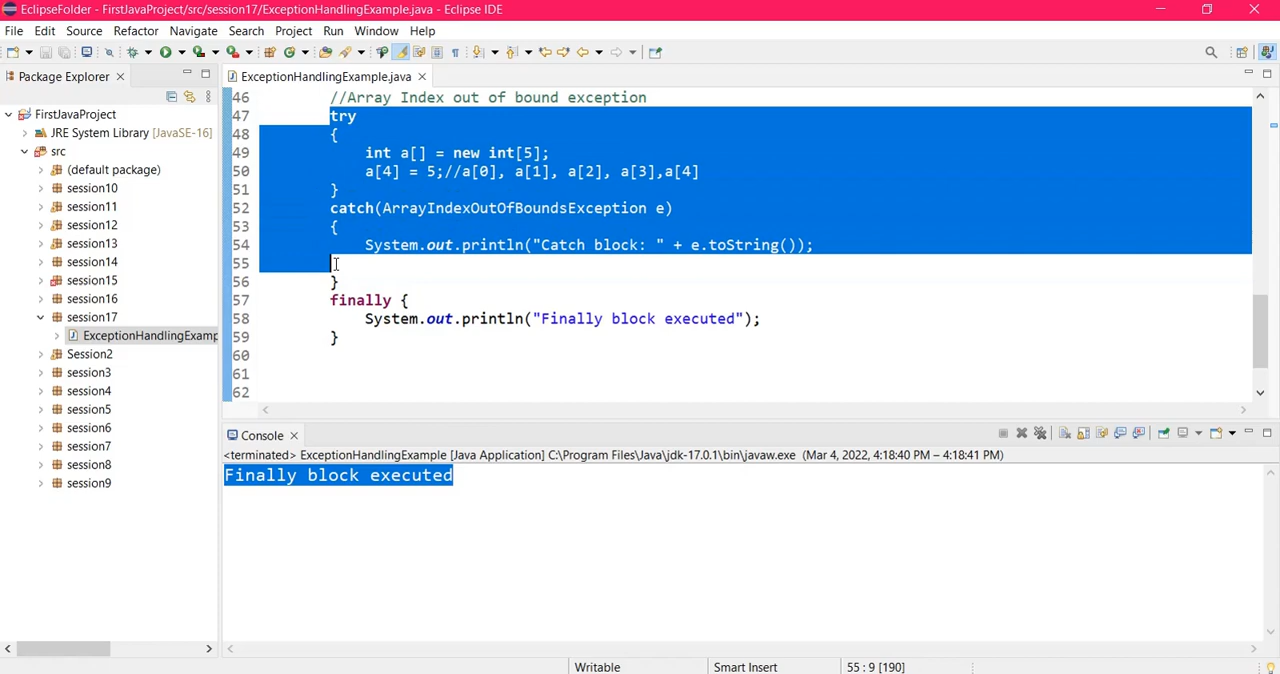 EclipseFolder - FirstJavaProject/src/session17/ExceptionHandlingExample.java - Eclipse IDE
File Edit Source Refactor Navigate Search Project Run Window Help
Package Explorer
ExceptionHandlingExample.java
FirstJavaProject
JRE System Library [JavaSE-16]
src
(default package)
session10
session11
session12
session13
session14
session15
session16
session17
ExceptionHandlingExamp
Session2
session3
session4
session5
session6
session7
session8
session9
46 //Array Index out of bound exception
47 try
48 {
49 int a[] = new int[5];
50 a[4] = 5;//a[0], a[1], a[2], a[3],a[4]
51 }
52 catch(ArrayIndexOutOfBoundsException e)
53 {
54 System.out.println("Catch block: " + e.toString());
55
56 }
57 finally {
58 System.out.println("Finally block executed");
59 }
60
61
62
Console
<terminated> ExceptionHandlingExample [Java Application] C:\Program Files\Java\jdk-17.0.1\bin\javaw.exe (Mar 4, 2022, 4:18:40 PM – 4:18:41 PM)
Finally block executed
Writable Smart Insert 55 : 9 [190]